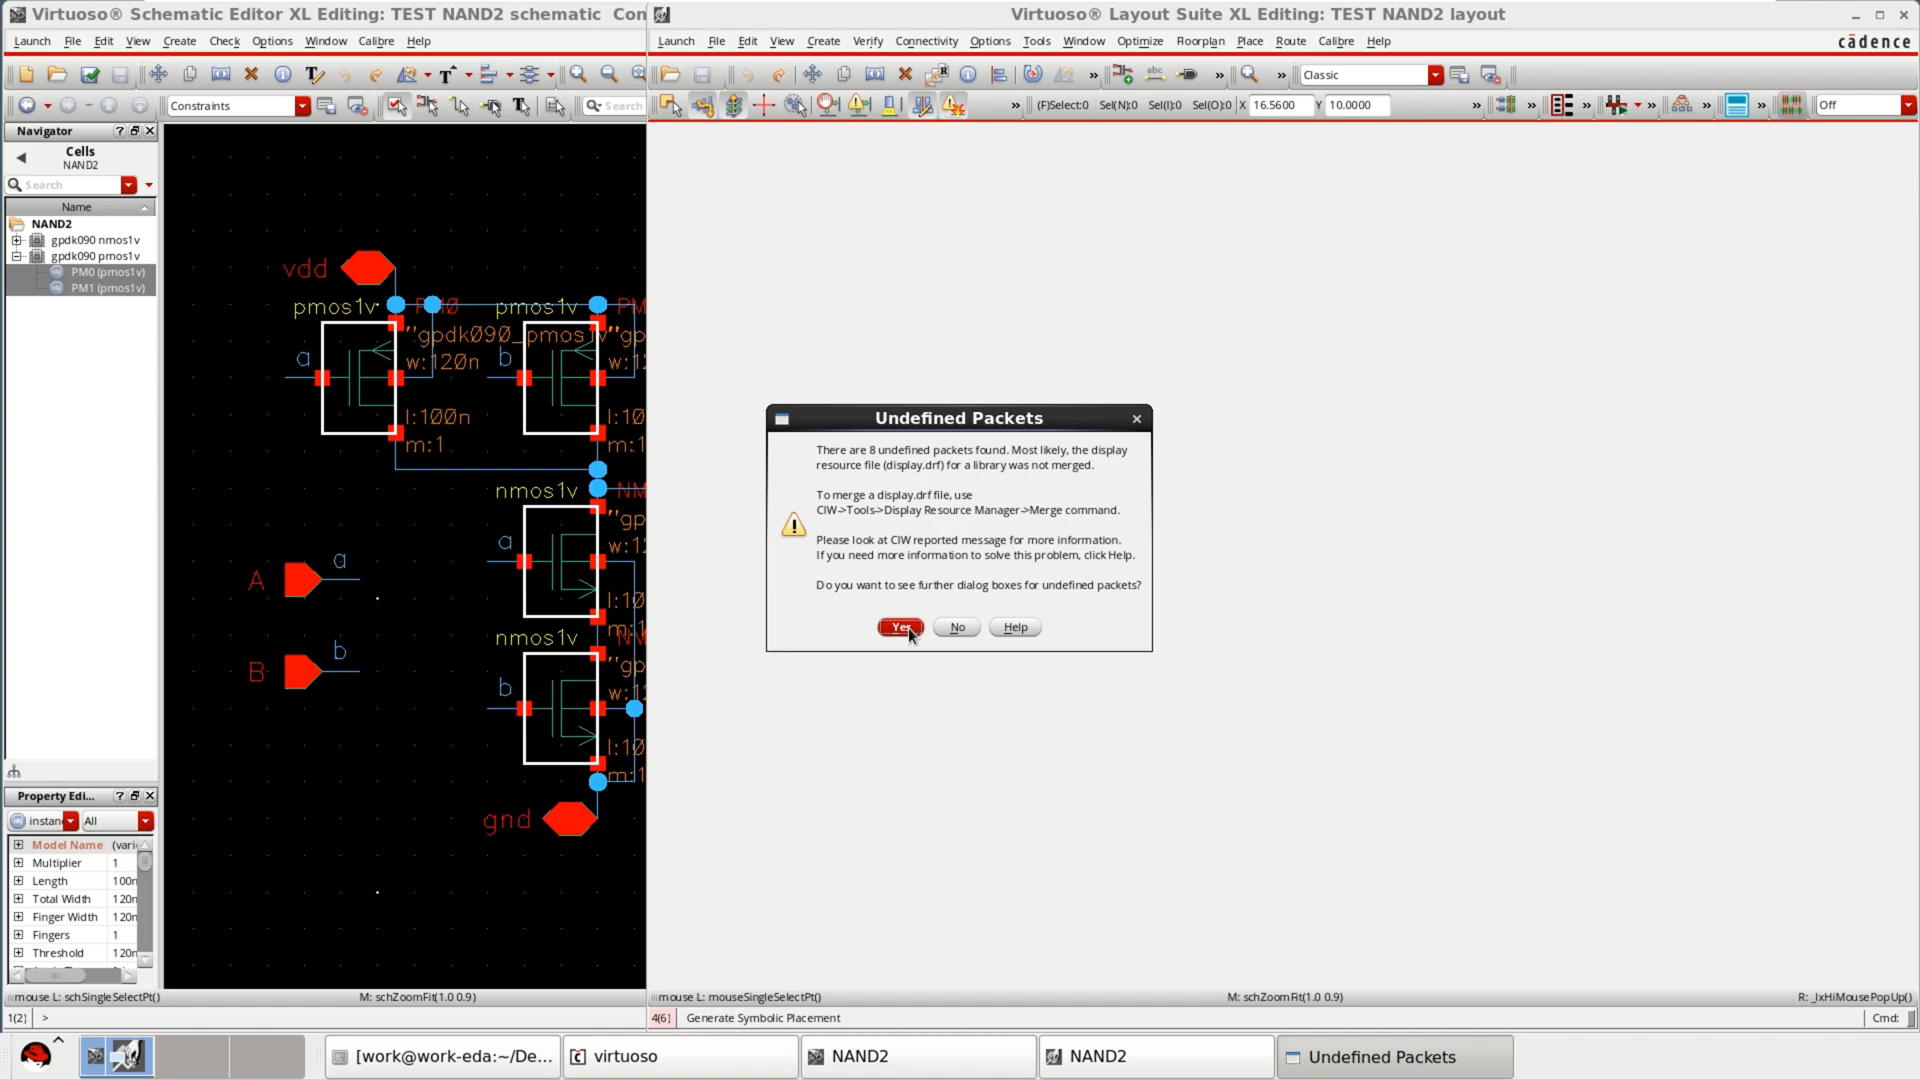 Virtuoso® Schematic Editor XL Editing: TEST NAND2 schematic Con
Virtuoso® Layout Suite XL Editing: TEST NAND2 layout
Launch File Edit View Create Check Options Window Calibre Help
Launch File Edit View Create Verify Connectivity Options Tools Window Optimize Floorplan Place Route Calibre Help
cādence
Classic
Constraints
Search
(F)Select:0 Sel(N):0 Sel(I):0 Sel(O):0 X 16.5600 Y 10.0000
Off
Navigator
Cells
NAND2
Search
Name
NAND2
gpdk090 nmos1v
gpdk090 pmos1v
PM0 (pmos1v)
PM1 (pmos1v)
vdd
pmos1v
pmos1v
"gpdk090_pmos1v"
a
w:120n
b
l:100n
m:1
nmos1v
a
A
a
nmos1v
B
b
b
gnd
Undefined Packets
There are 8 undefined packets found. Most likely, the display
resource file (display.drf) for a library was not merged.
To merge a display.drf file, use
CIW->Tools->Display Resource Manager->Merge command.
Please look at CIW reported message for more information.
If you need more information to solve this problem, click Help.
Do you want to see further dialog boxes for undefined packets?
Yes No Help
Property Edi...
instan All
Model Name (vari
Multiplier 1
Length 100n
Total Width 120n
Finger Width 120n
Fingers 1
Threshold 120n
mouse L: schSingleSelectPt() M: schZoomFit(1.0 0.9)
mouse L: mouseSingleSelectPt() M: schZoomFit(1.0 0.9) R: _lxHiMousePopUp()
1(2) >
4(6) Generate Symbolic Placement Cmd:
[work@work-eda:~/De...
virtuoso
NAND2
NAND2
Undefined Packets